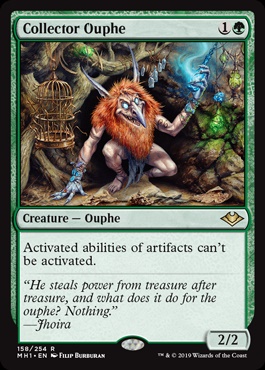 Collector Ouphe 1
Creature — Ouphe
Activated abilities of artifacts can't
be activated.
“He steals power from treasure
after treasure, and what does it do for the
ouphe? Nothing.”
—Jhoira
2/2
158/254 R
MH1 • EN Filip Burburan
™ & © 2019 Wizards of the Coast